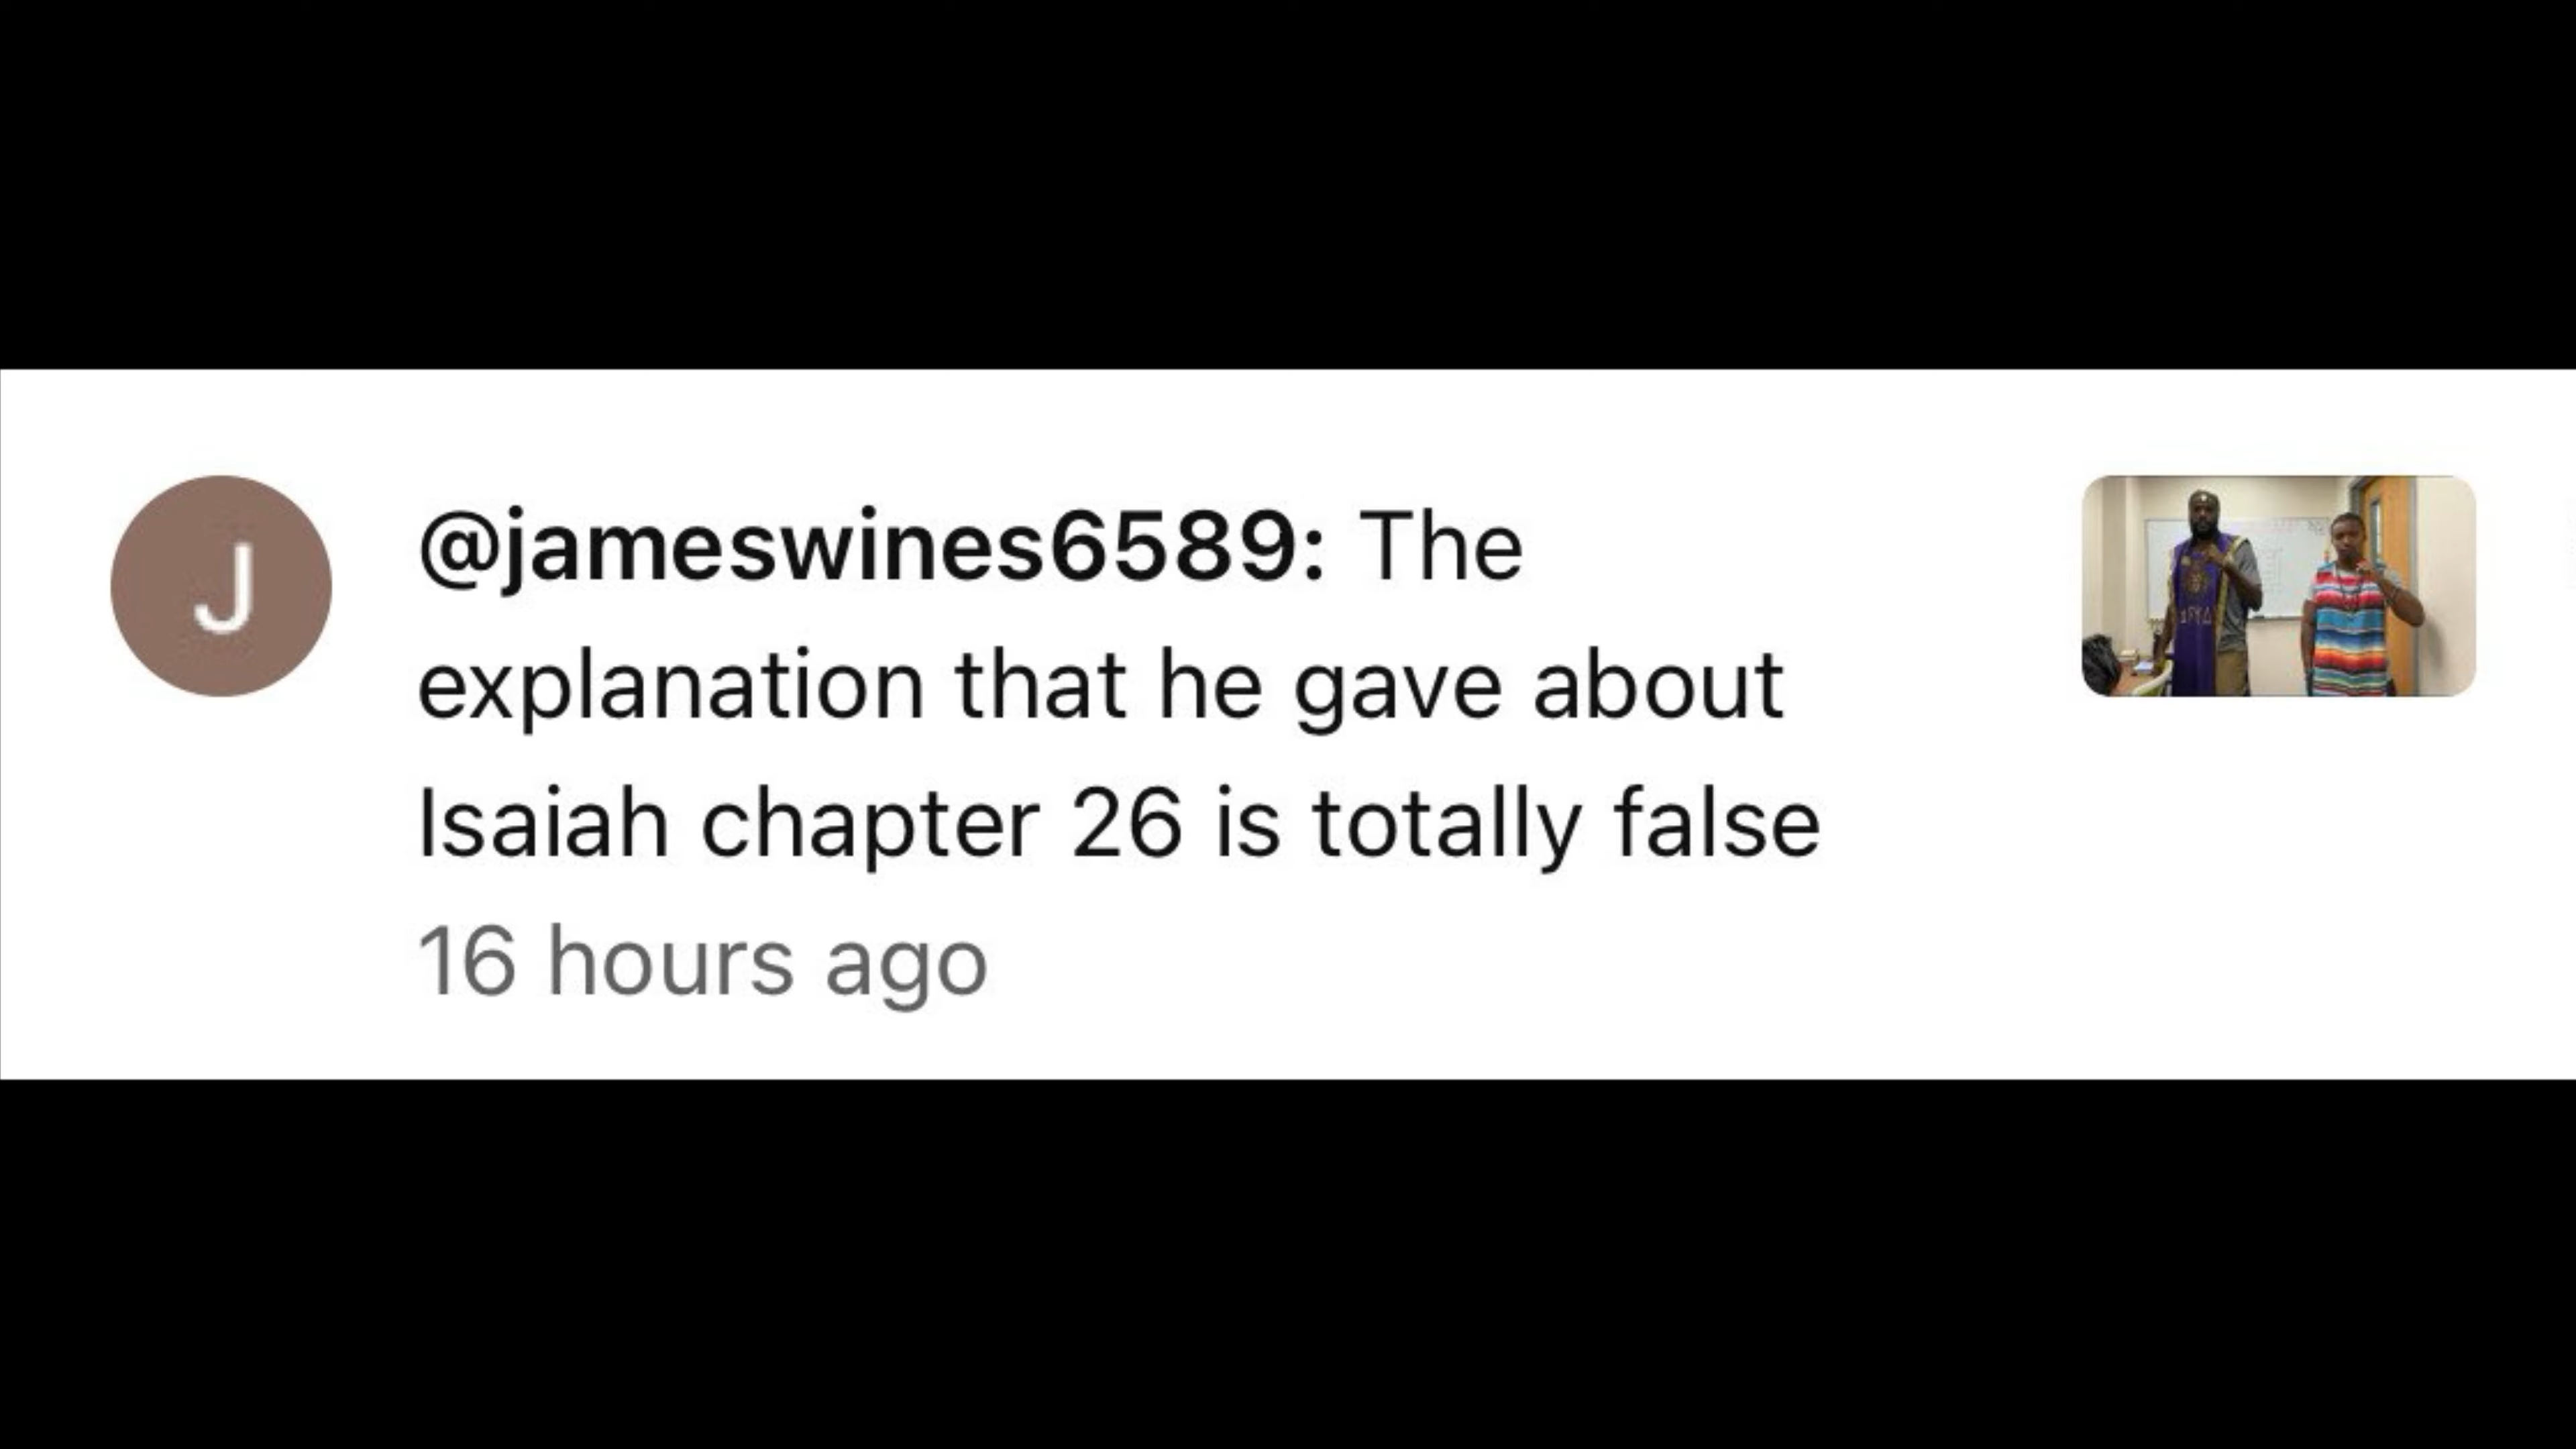 J
@jameswines6589: The
explanation that he gave about
Isaiah chapter 26 is totally false
16 hours ago